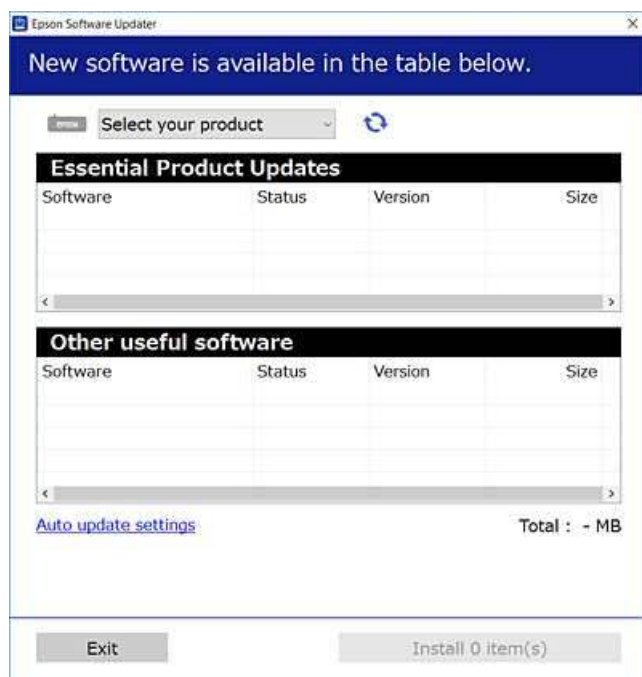 Epson Software Updater
New software is available in the table below.
EPSON Select your product
Essential Product Updates
Software Status Version Size
Other useful software
Software Status Version Size
Auto update settings Total : - MB
Exit Install 0 item(s)